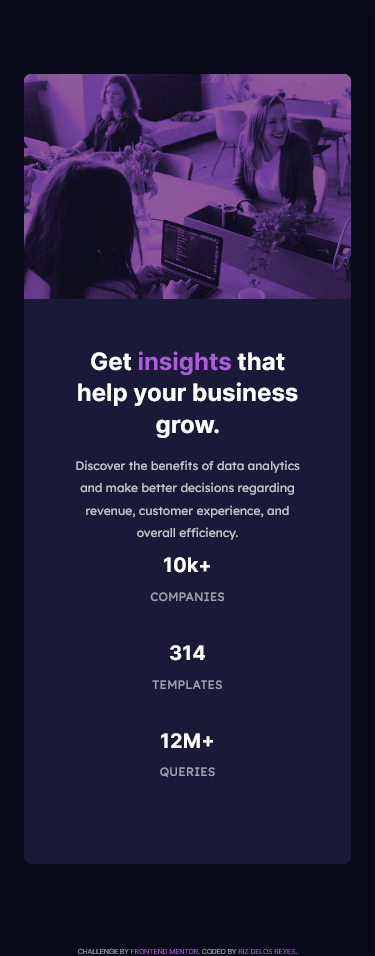 Get insights that
help your business
grow.
Discover the benefits of data analytics
and make better decisions regarding
revenue, customer experience, and
overall efficiency.
10k+
COMPANIES
314
TEMPLATES
12M+
QUERIES
CHALLENGE BY FRONTEND MENTOR. CODED BY RIZ DELOS REYES.